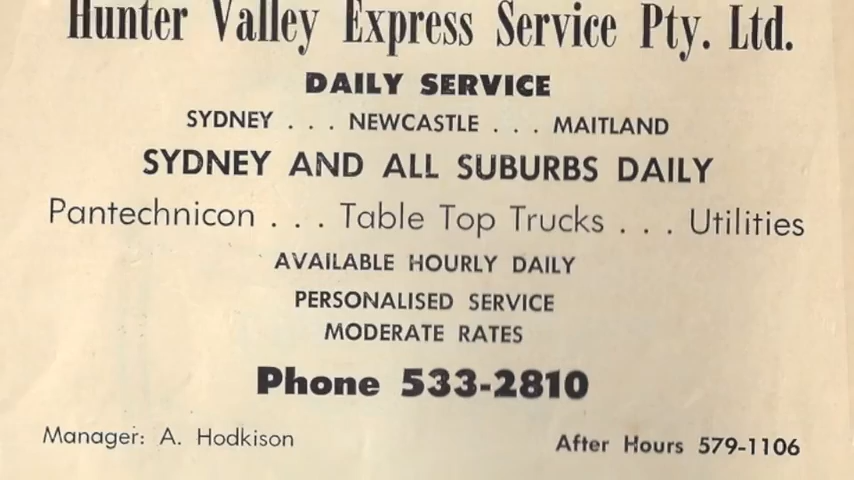 Hunter Valley Express Service Pty. Ltd.
DAILY SERVICE
SYDNEY . . . NEWCASTLE . . . MAITLAND
SYDNEY AND ALL SUBURBS DAILY
Pantechnicon . . . Table Top Trucks . . . Utilities
AVAILABLE HOURLY DAILY
PERSONALISED SERVICE
MODERATE RATES
Phone 533-2810
Manager: A. Hodkison
After Hours 579-1106